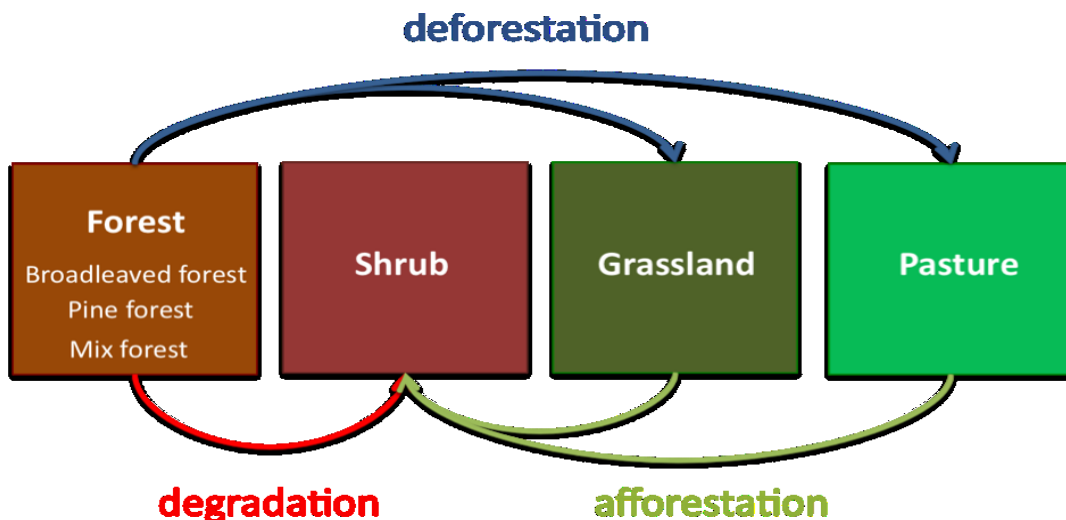 deforestation
Forest
Broadleaved forest
Pine forest
Mix forest
Shrub
Grassland
Pasture
degradation
afforestation